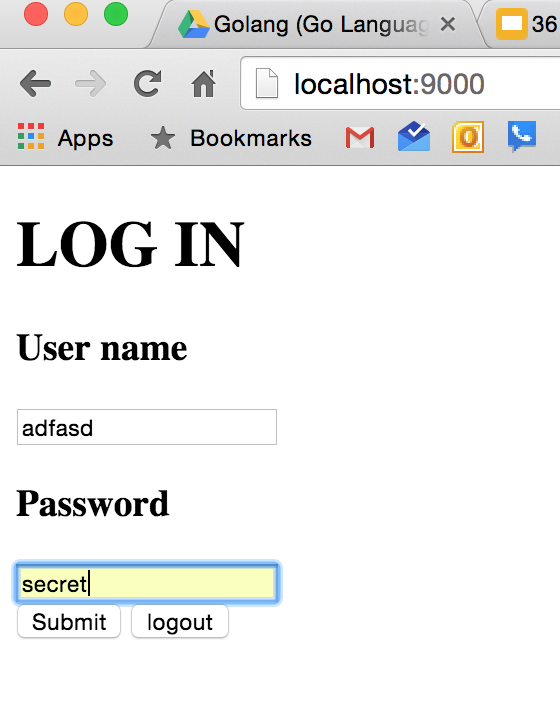 Golang (Go Languag
36
localhost:9000
Apps Bookmarks
LOG IN
User name
adfasd
Password
secret
Submit logout